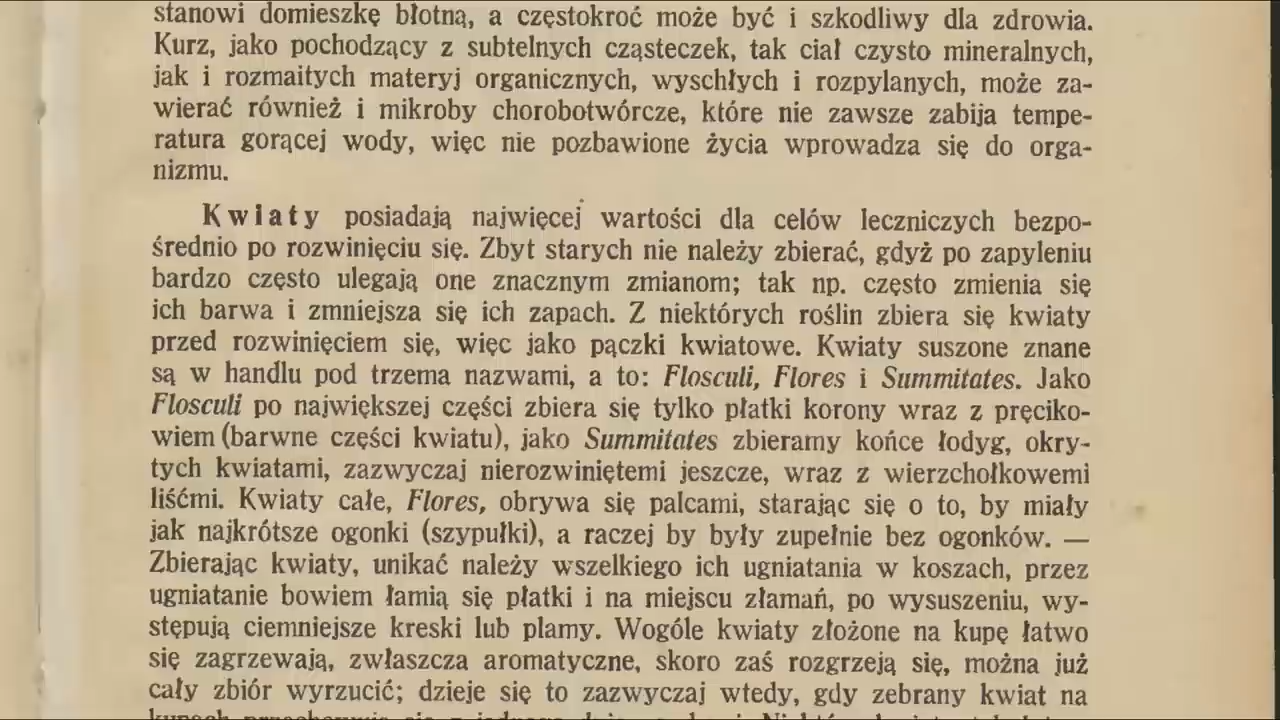 stanowi domieszkę błotną, a częstokroć może być i szkodliwy dla zdrowia.
Kurz, jako pochodzący z subtelnych cząsteczek, tak ciał czysto mineralnych,
jak i rozmaitych materyj organicznych, wyschłych i rozpylanych, może za-
wierać również i mikroby chorobotwórcze, które nie zawsze zabija tempe-
ratura gorącej wody, więc nie pozbawione życia wprowadza się do orga-
nizmu.
Kwiaty posiadają najwięcej wartości dla celów leczniczych bezpo-
średnio po rozwinięciu się. Zbyt starych nie należy zbierać, gdyż po zapyleniu
bardzo często ulegają one znacznym zmianom; tak np. często zmienia się
ich barwa i zmniejsza się ich zapach. Z niektórych roślin zbiera się kwiaty
przed rozwinięciem się, więc jako pączki kwiatowe. Kwiaty suszone znane
są w handlu pod trzema nazwami, a to: Flosculi, Flores i Summitates. Jako
Flosculi po największej części zbiera się tylko płatki korony wraz z pręciko-
wiem (barwne części kwiatu), jako Summitates zbieramy końce łodyg, okry-
tych kwiatami, zazwyczaj nierozwiniętemi jeszcze, wraz z wierzchołkowemi
liśćmi. Kwiaty całe, Flores, obrywa się palcami, starając się o to, by miały
jak najkrótsze ogonki (szypułki), a raczej by były zupełnie bez ogonków. —
Zbierając kwiaty, unikać należy wszelkiego ich ugniatania w koszach, przez
ugniatanie bowiem łamią się płatki i na miejscu złamań, po wysuszeniu, wy-
stępują ciemniejsze kreski lub plamy. Wogóle kwiaty złożone na kupę łatwo
się zagrzewają, zwłaszcza aromatyczne, skoro zaś rozgrzeją się, można już
cały zbiór wyrzucić; dzieje się to zazwyczaj wtedy, gdy zebrany kwiat na